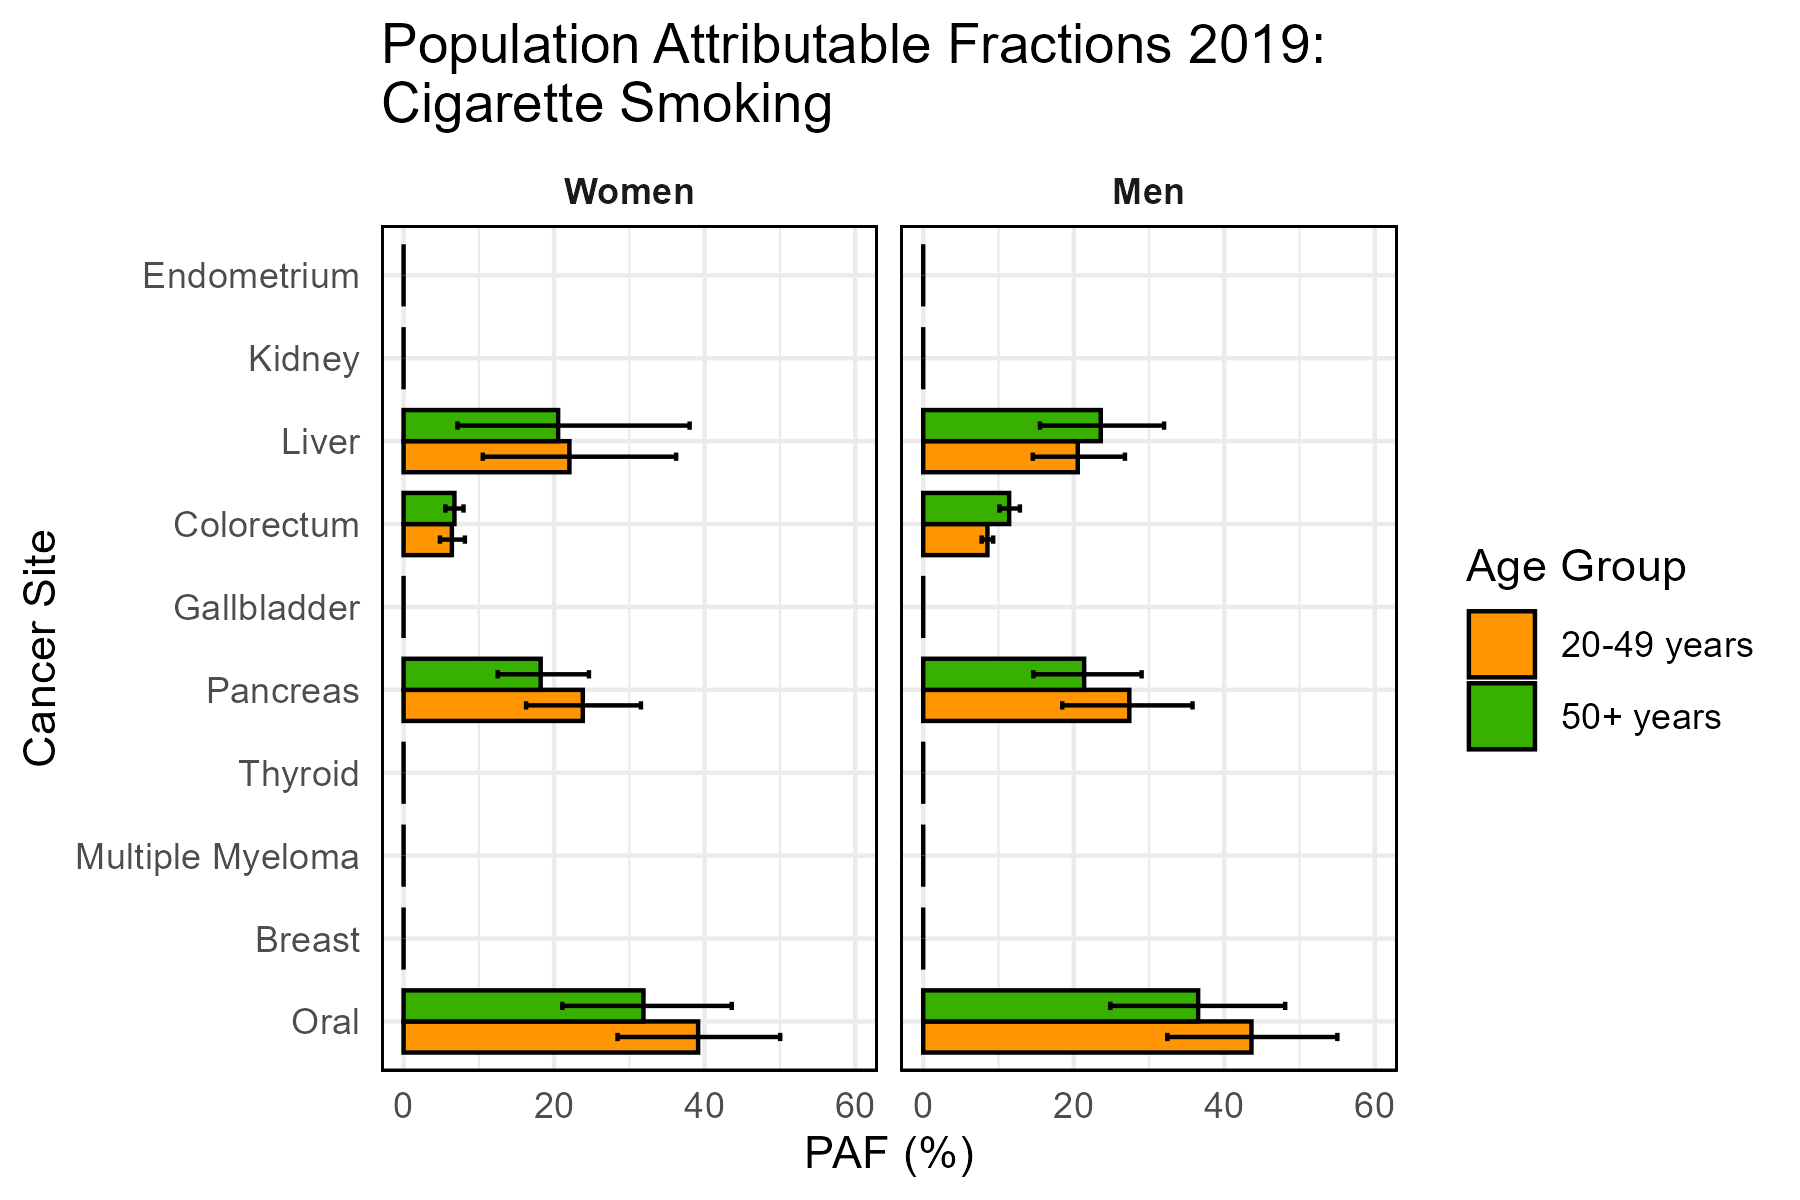 Population Attributable Fractions 2019:
Cigarette Smoking
Women
Men
Cancer Site
Endometrium
Kidney
Liver
Colorectum
Gallbladder
Pancreas
Thyroid
Multiple Myeloma
Breast
Oral
0 20 40 60
0 20 40 60
PAF (%)
Age Group
20-49 years
50+ years